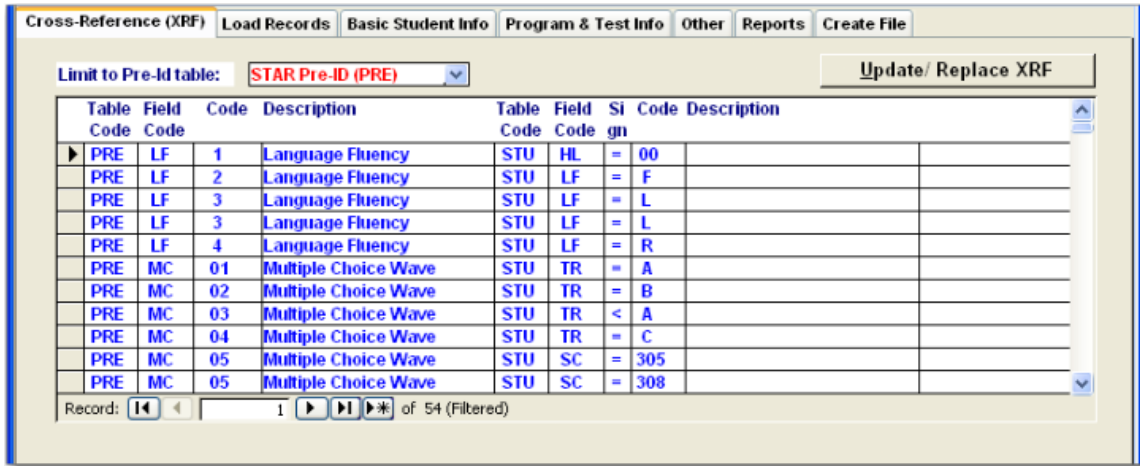 Cross-Reference (XRF) Load Records Basic Student Info Program & Test Info Other Reports Create File
Limit to Pre-Id table: STAR Pre-ID (PRE) Update/ Replace XRF
Table Field Code Description Table Field Si Code Description
Code Code Code Code gn
PRE LF 1 Language Fluency STU HL = 00
PRE LF 2 Language Fluency STU LF = F
PRE LF 3 Language Fluency STU LF = L
PRE LF 3 Language Fluency STU LF = L
PRE LF 4 Language Fluency STU LF = R
PRE MC 01 Multiple Choice Wave STU TR = A
PRE MC 02 Multiple Choice Wave STU TR = B
PRE MC 03 Multiple Choice Wave STU TR < A
PRE MC 04 Multiple Choice Wave STU TR = C
PRE MC 05 Multiple Choice Wave STU SC = 305
PRE MC 05 Multiple Choice Wave STU SC = 308
Record: 1 of 54 (Filtered)